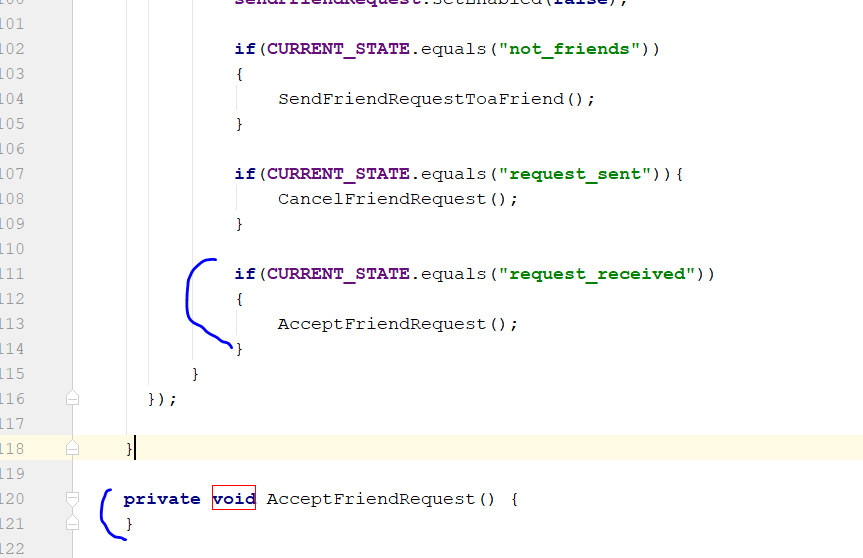 100 sendFriendRequest.setEnabled(false);
101
102 if(CURRENT_STATE.equals("not_friends"))
103 {
104 SendFriendRequestToaFriend();
105 }
106
107 if(CURRENT_STATE.equals("request_sent")){
108 CancelFriendRequest();
109 }
110
111 if(CURRENT_STATE.equals("request_received"))
112 {
113 AcceptFriendRequest();
114 }
115 }
116 });
117
118 }
119
120 private void AcceptFriendRequest() {
121 }
122